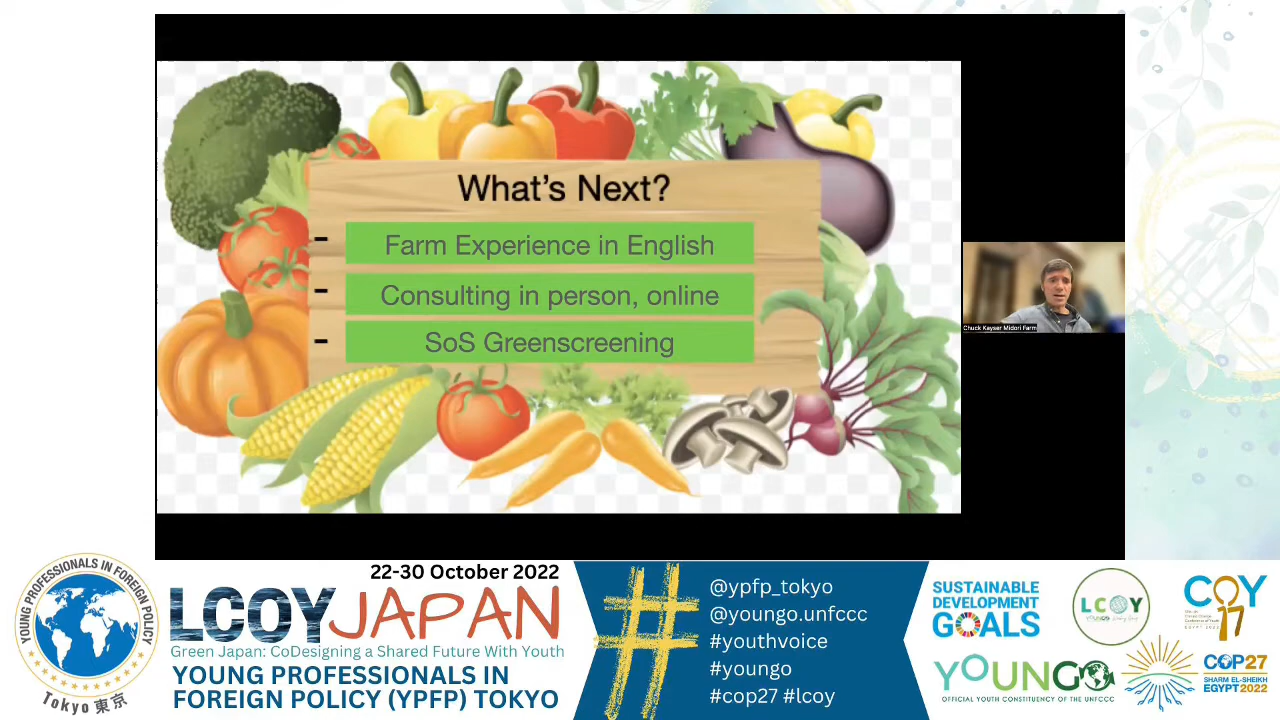 What's Next?
- Farm Experience in English
- Consulting in person, online
- SoS Greenscreening
Chuck Kayser Midori Farm
YOUNG PROFESSIONALS IN FOREIGN POLICY
Tokyo 東京
22-30 October 2022
LCOY JAPAN
Green Japan: CoDesigning a Shared Future With Youth
YOUNG PROFESSIONALS IN
FOREIGN POLICY (YPFP) TOKYO
#
@ypfp_tokyo
@youngo.unfccc
#youthvoice
#youngo
#cop27 #lcoy
SUSTAINABLE
DEVELOPMENT
GOALS
LCOY
COY
17
YOUNGO
OFFICIAL YOUTH CONSTITUENCY OF THE UNFCCC
COP27
SHARM EL-SHEIKH
EGYPT2022